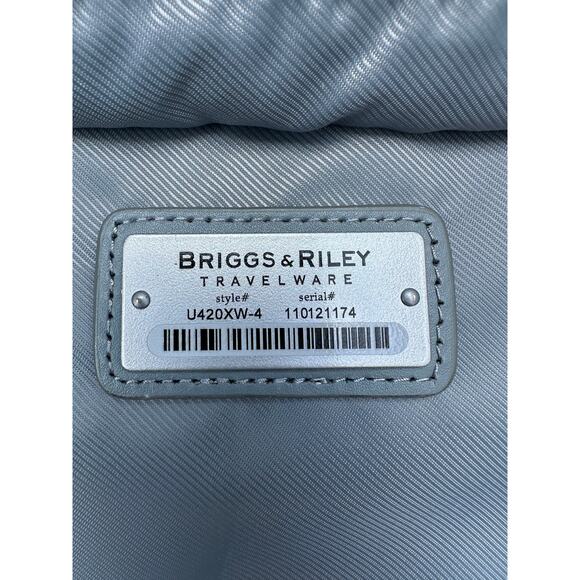 BRIGGS & RILEY
TRAVELWARE
style# serial#
U420XW-4 110121174